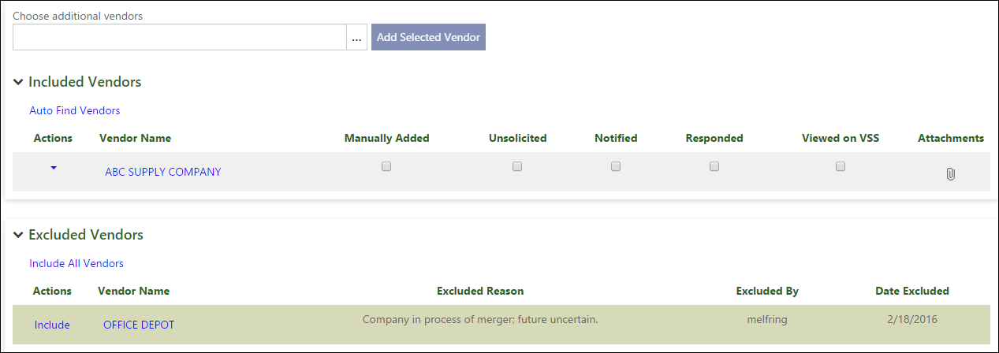 Choose additional vendors
... Add Selected Vendor
Included Vendors
Auto Find Vendors
Actions Vendor Name Manually Added Unsolicited Notified Responded Viewed on VSS Attachments
ABC SUPPLY COMPANY
Excluded Vendors
Include All Vendors
Actions Vendor Name Excluded Reason Excluded By Date Excluded
Include OFFICE DEPOT Company in process of merger; future uncertain. melfring 2/18/2016